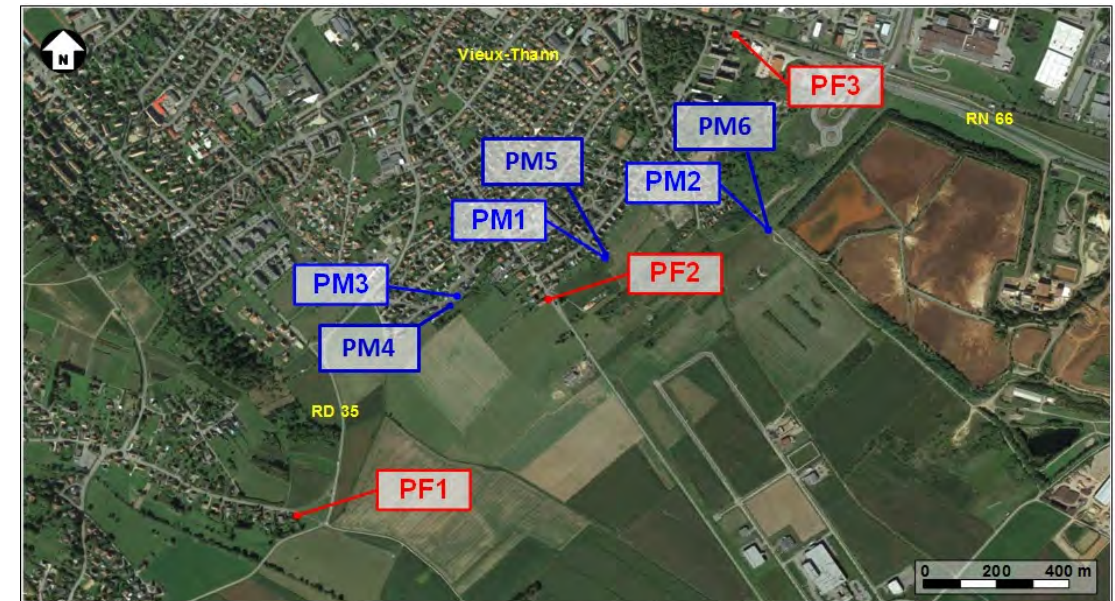 N
Vieux-Thann
PF3
RN 66
PM6
PM5
PM2
PM1
PF2
PM3
PM4
RD 35
PF1
0 200 400 m